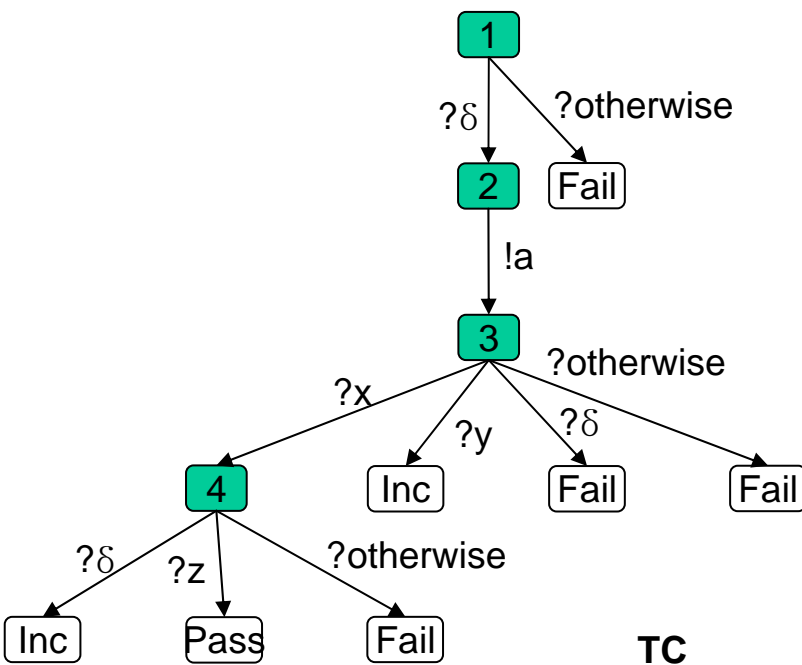 1
?δ
?otherwise
2
Fail
!a
3
?x
?y
?δ
?otherwise
4
Inc
Fail
Fail
?δ
?z
?otherwise
Inc
Pass
Fail
TC